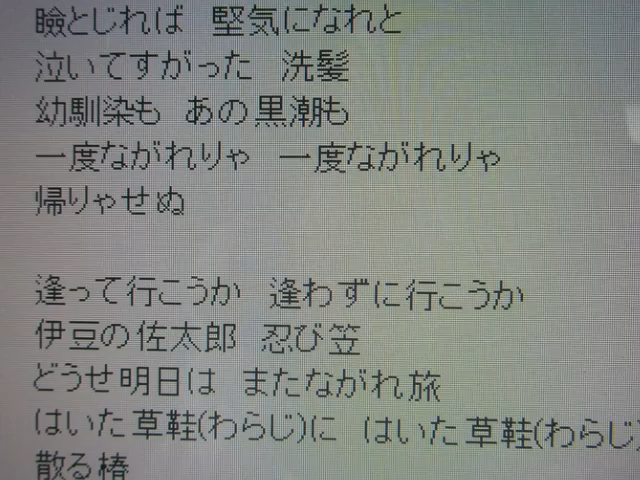 瞼とじれば 堅気になれと
泣いてすがった 洗髪
幼馴染も あの黒潮も
一度ながれりゃ 一度ながれりゃ
帰りゃせぬ
逢って行こうか 逢わずに行こうか
伊豆の佐太郎 忍び笠
どうせ明日は またながれ旅
はいた草鞋(わらじ)に はいた草鞋(わらじ)
散る椿